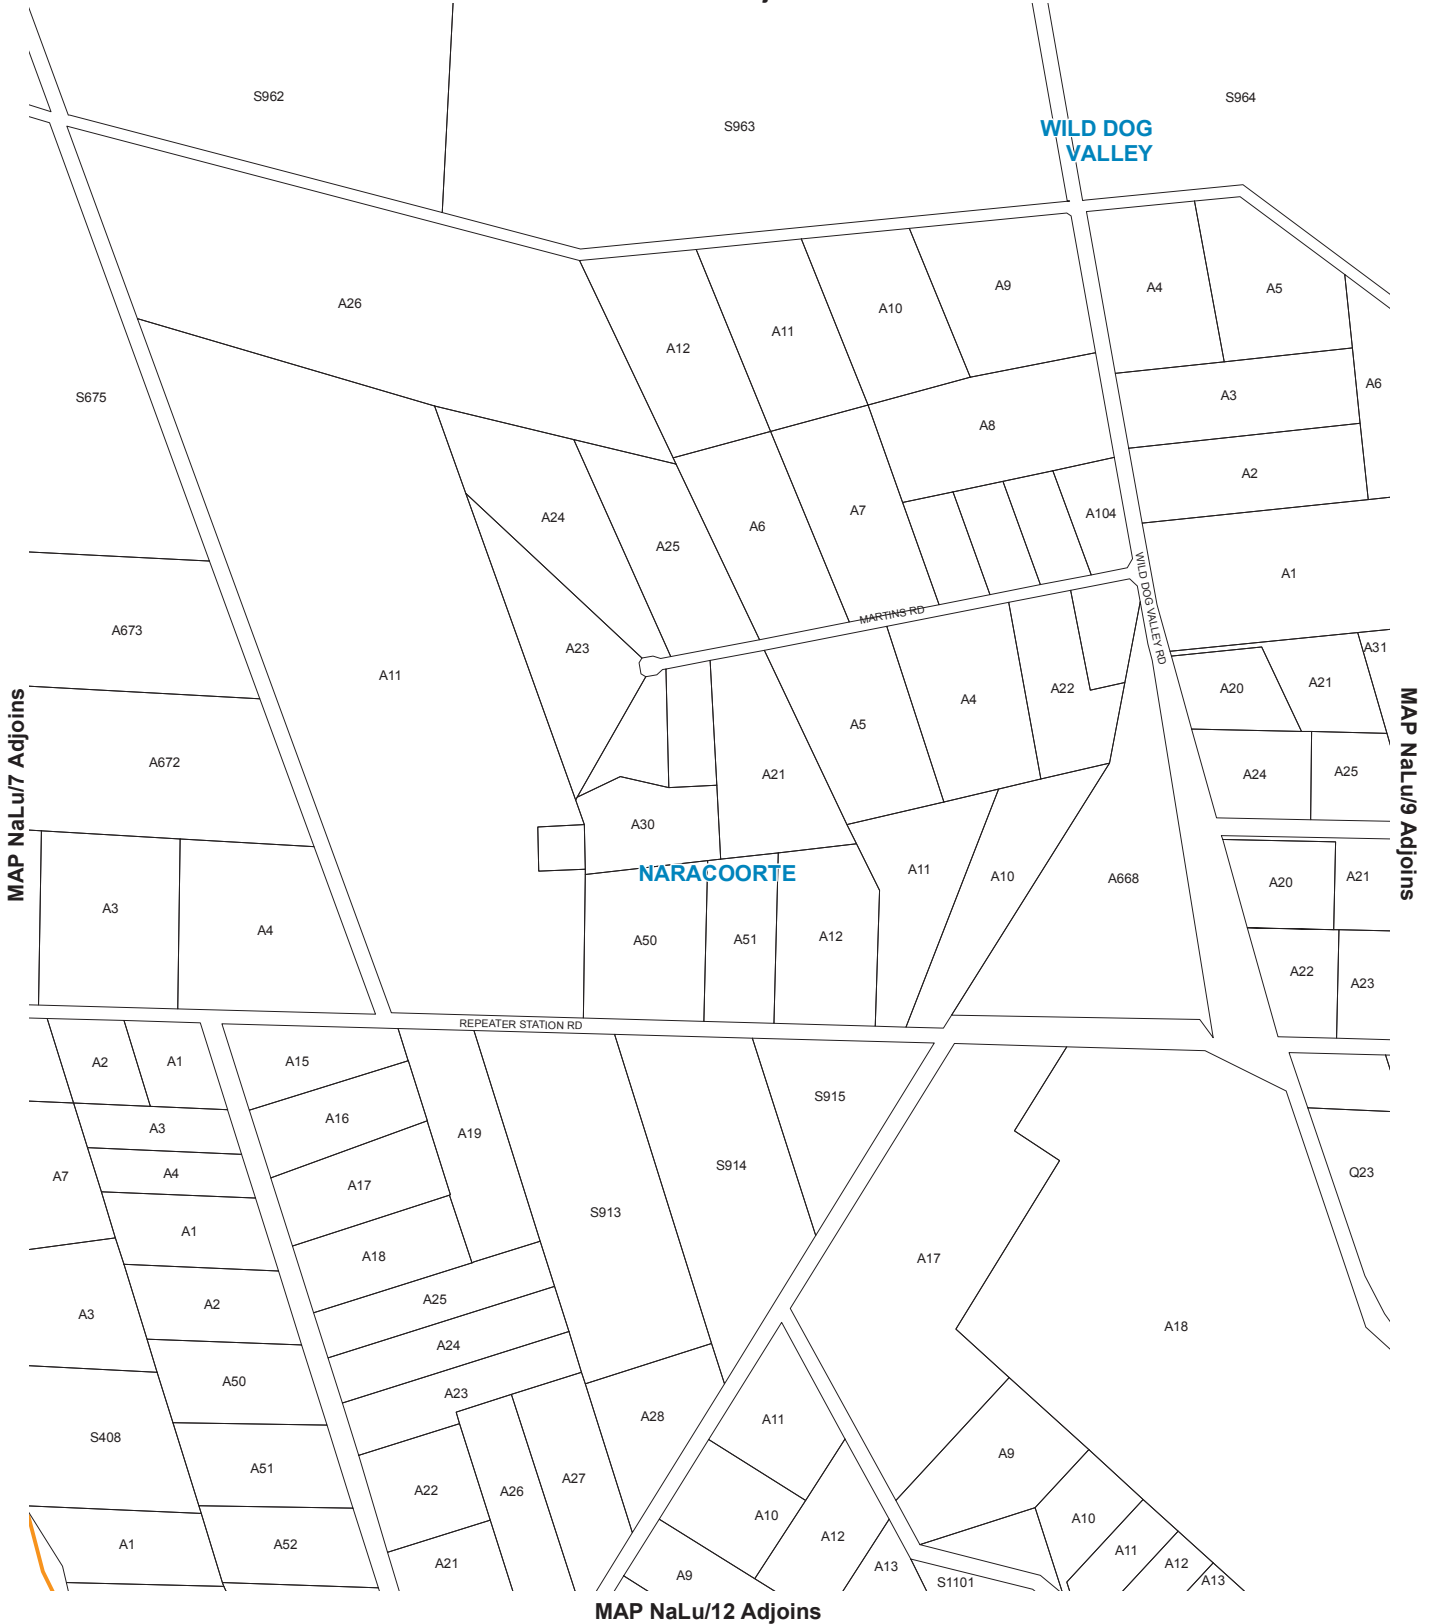 S962
S963
S964
WILD DOG
VALLEY
A26
A12
A11
A10
A9
A4
A5
S675
A3
A6
A8
A2
A24
A25
A6
A7
A104
A1
WILD DOG VALLEY RD
MARTINS RD
A673
A23
A11
A31
A20
A21
A22
A4
A5
MAP NaLu/7 Adjoins
MAP NaLu/9 Adjoins
A672
A21
A24
A25
A30
NARACOORTE
A11
A10
A668
A20
A21
A3
A4
A50
A51
A12
A22
A23
REPEATER STATION RD
A2
A1
A15
A16
A3
A19
S915
A4
A7
A17
S914
Q23
A1
S913
A18
A17
A25
A2
A3
A18
A24
A50
A23
A28
A11
S408
A9
A51
A22
A26
A27
A10
A10
A1
A52
A21
A12
A11
A12
A9
A13
S1101
A13
MAP NaLu/12 Adjoins